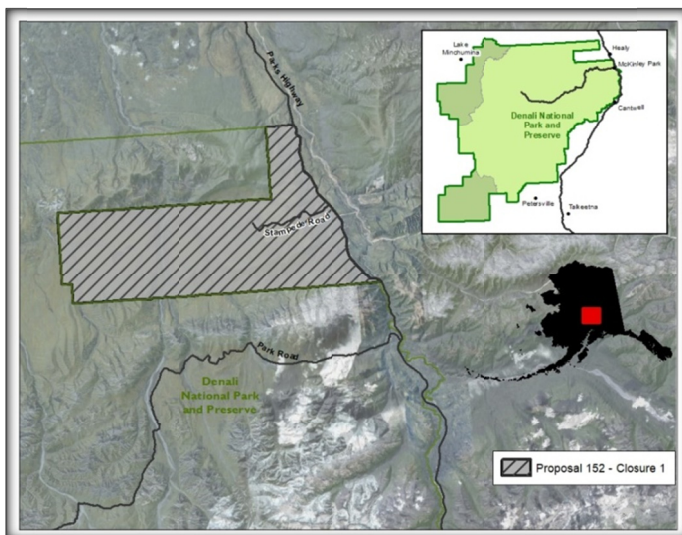 Parks Highway
Stampede Road
Park Road
Denali
National Park
and Preserve
Lake
Minchumina
Healy
McKinley Park
Cantwell
Denali National
Park and
Preserve
Petersville
Talkeetna
Proposal 152 - Closure 1